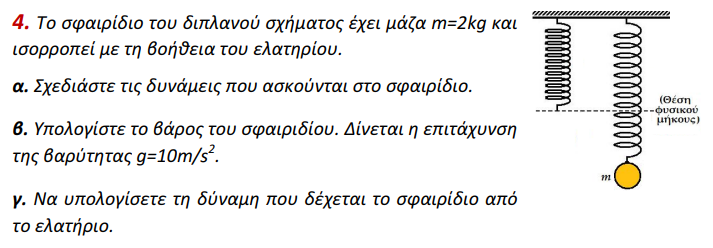 4. Το σφαιρίδιο του διπλανού σχήματος έχει μάζα m=2kg και
ισορροπεί με τη βοήθεια του ελατηρίου.
α. Σχεδιάστε τις δυνάμεις που ασκούνται στο σφαιρίδιο.
β. Υπολογίστε το βάρος του σφαιριδίου. Δίνεται η επιτάχυνση
της βαρύτητας g=10m/s².
γ. Να υπολογίσετε τη δύναμη που δέχεται το σφαιρίδιο από
το ελατήριο.
(Θέση
φυσικού
μήκους)
m